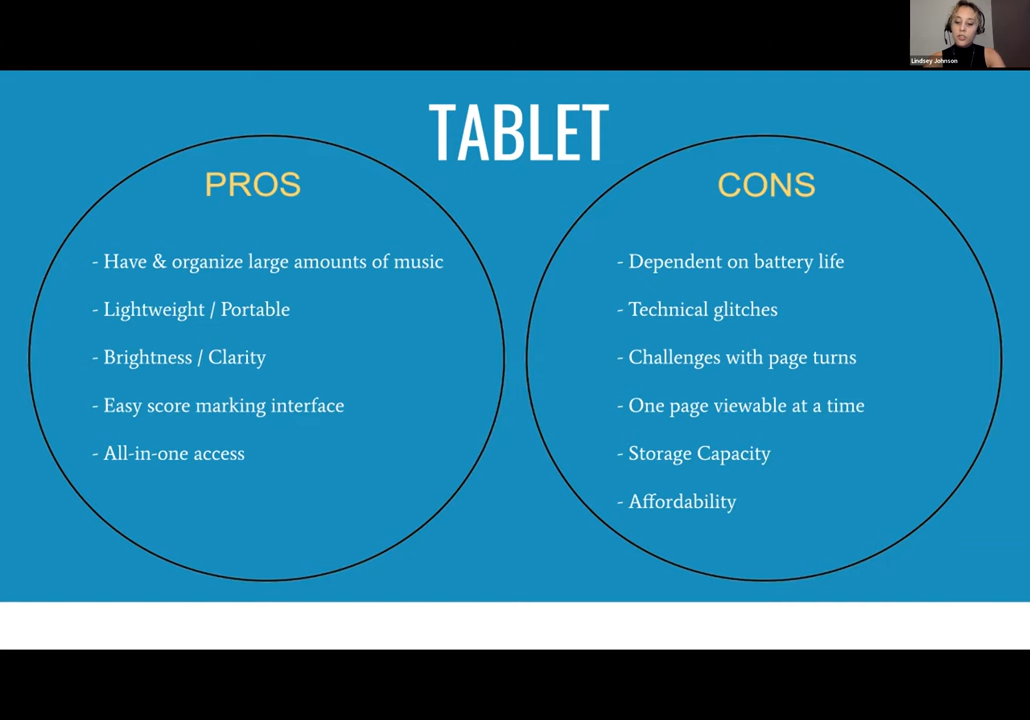 Lindsey Johnson
TABLET
PROS
- Have & organize large amounts of music
- Lightweight / Portable
- Brightness / Clarity
- Easy score marking interface
- All-in-one access
CONS
- Dependent on battery life
- Technical glitches
- Challenges with page turns
- One page viewable at a time
- Storage Capacity
- Affordability